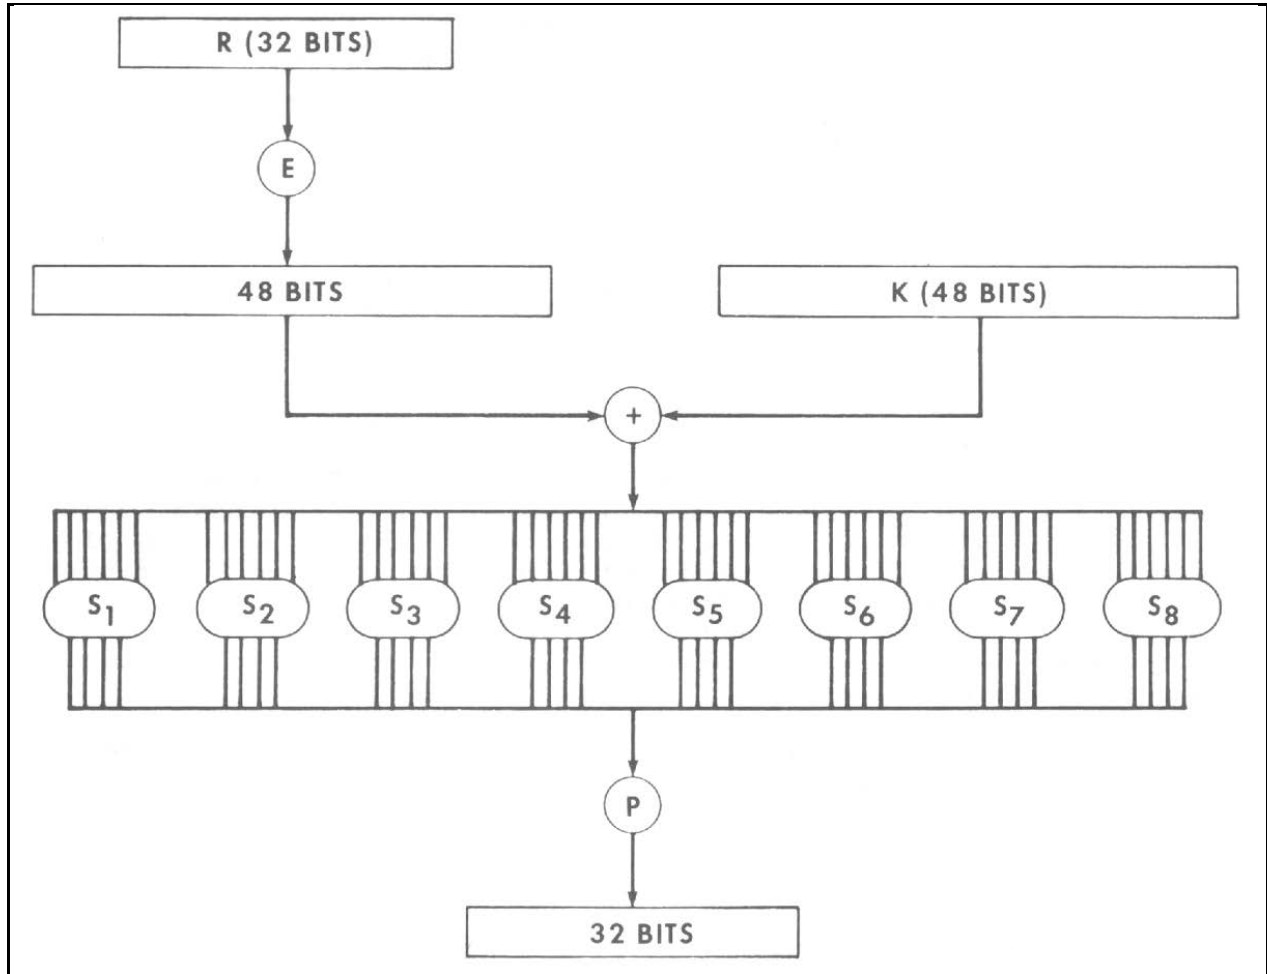 R (32 BITS)
E
48 BITS
K (48 BITS)
+
S1 S2 S3 S4 S5 S6 S7 S8
P
32 BITS